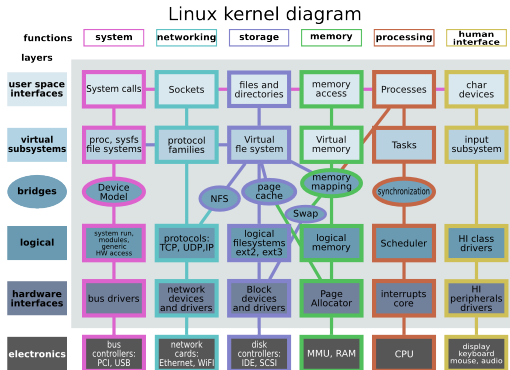 Linux kernel diagram
functions
system
networking
storage
memory
processing
human
interface
layers
user space
interfaces
System calls
Sockets
files and
directories
memory
access
Processes
char
devices
virtual
subsystems
proc, sysfs
file systems
protocol
families
Virtual
fie system
Virtual
memory
Tasks
input
subsystem
bridges
Device
Model
NFS
page
cache
Swap
memory
mapping
synchronization
logical
system run,
modules,
generic
HW access
protocols:
TCP, UDP,IP
logical
filesystems
ext2, ext3
logical
memory
Scheduler
HI class
drivers
hardware
interfaces
bus drivers
network
devices
and drivers
Block
devices
and drivers
Page
Allocator
interrupts
core
HI
peripherals
drivers
electronics
bus
controllers:
PCI, USB
network
cards:
Ethernet, WiFI
disk
controllers:
IDE, SCSI
MMU, RAM
CPU
display
keyboard
mouse, audio